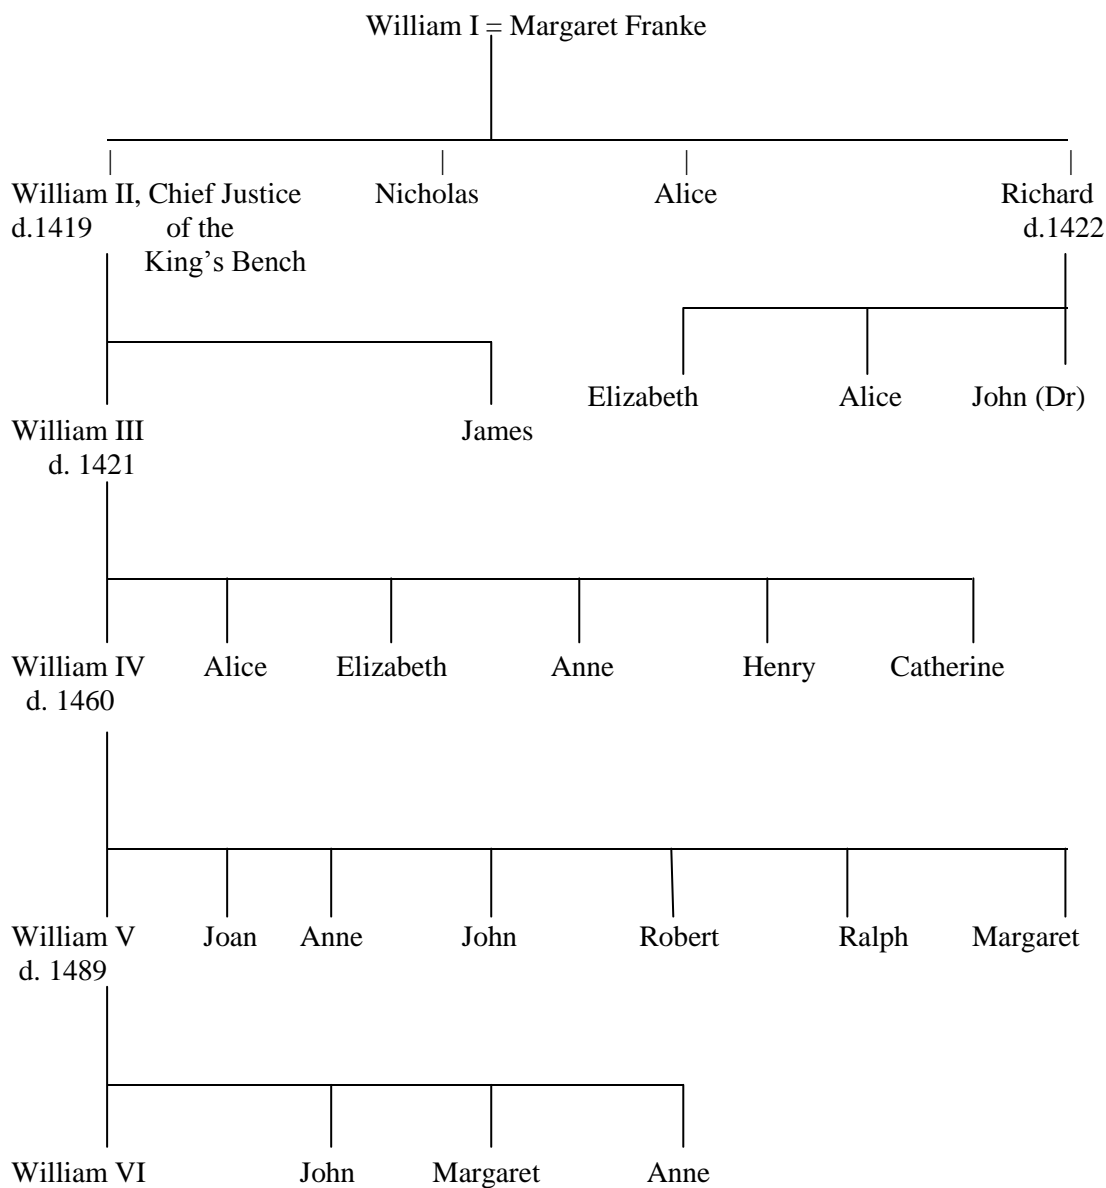 William I = Margaret Franke
William II, Chief Justice Nicholas Alice Richard
d.1419 of the d.1422
King's Bench
Elizabeth Alice John (Dr)
William III James
d. 1421
William IV Alice Elizabeth Anne Henry Catherine
d. 1460
William V Joan Anne John Robert Ralph Margaret
d. 1489
William VI John Margaret Anne